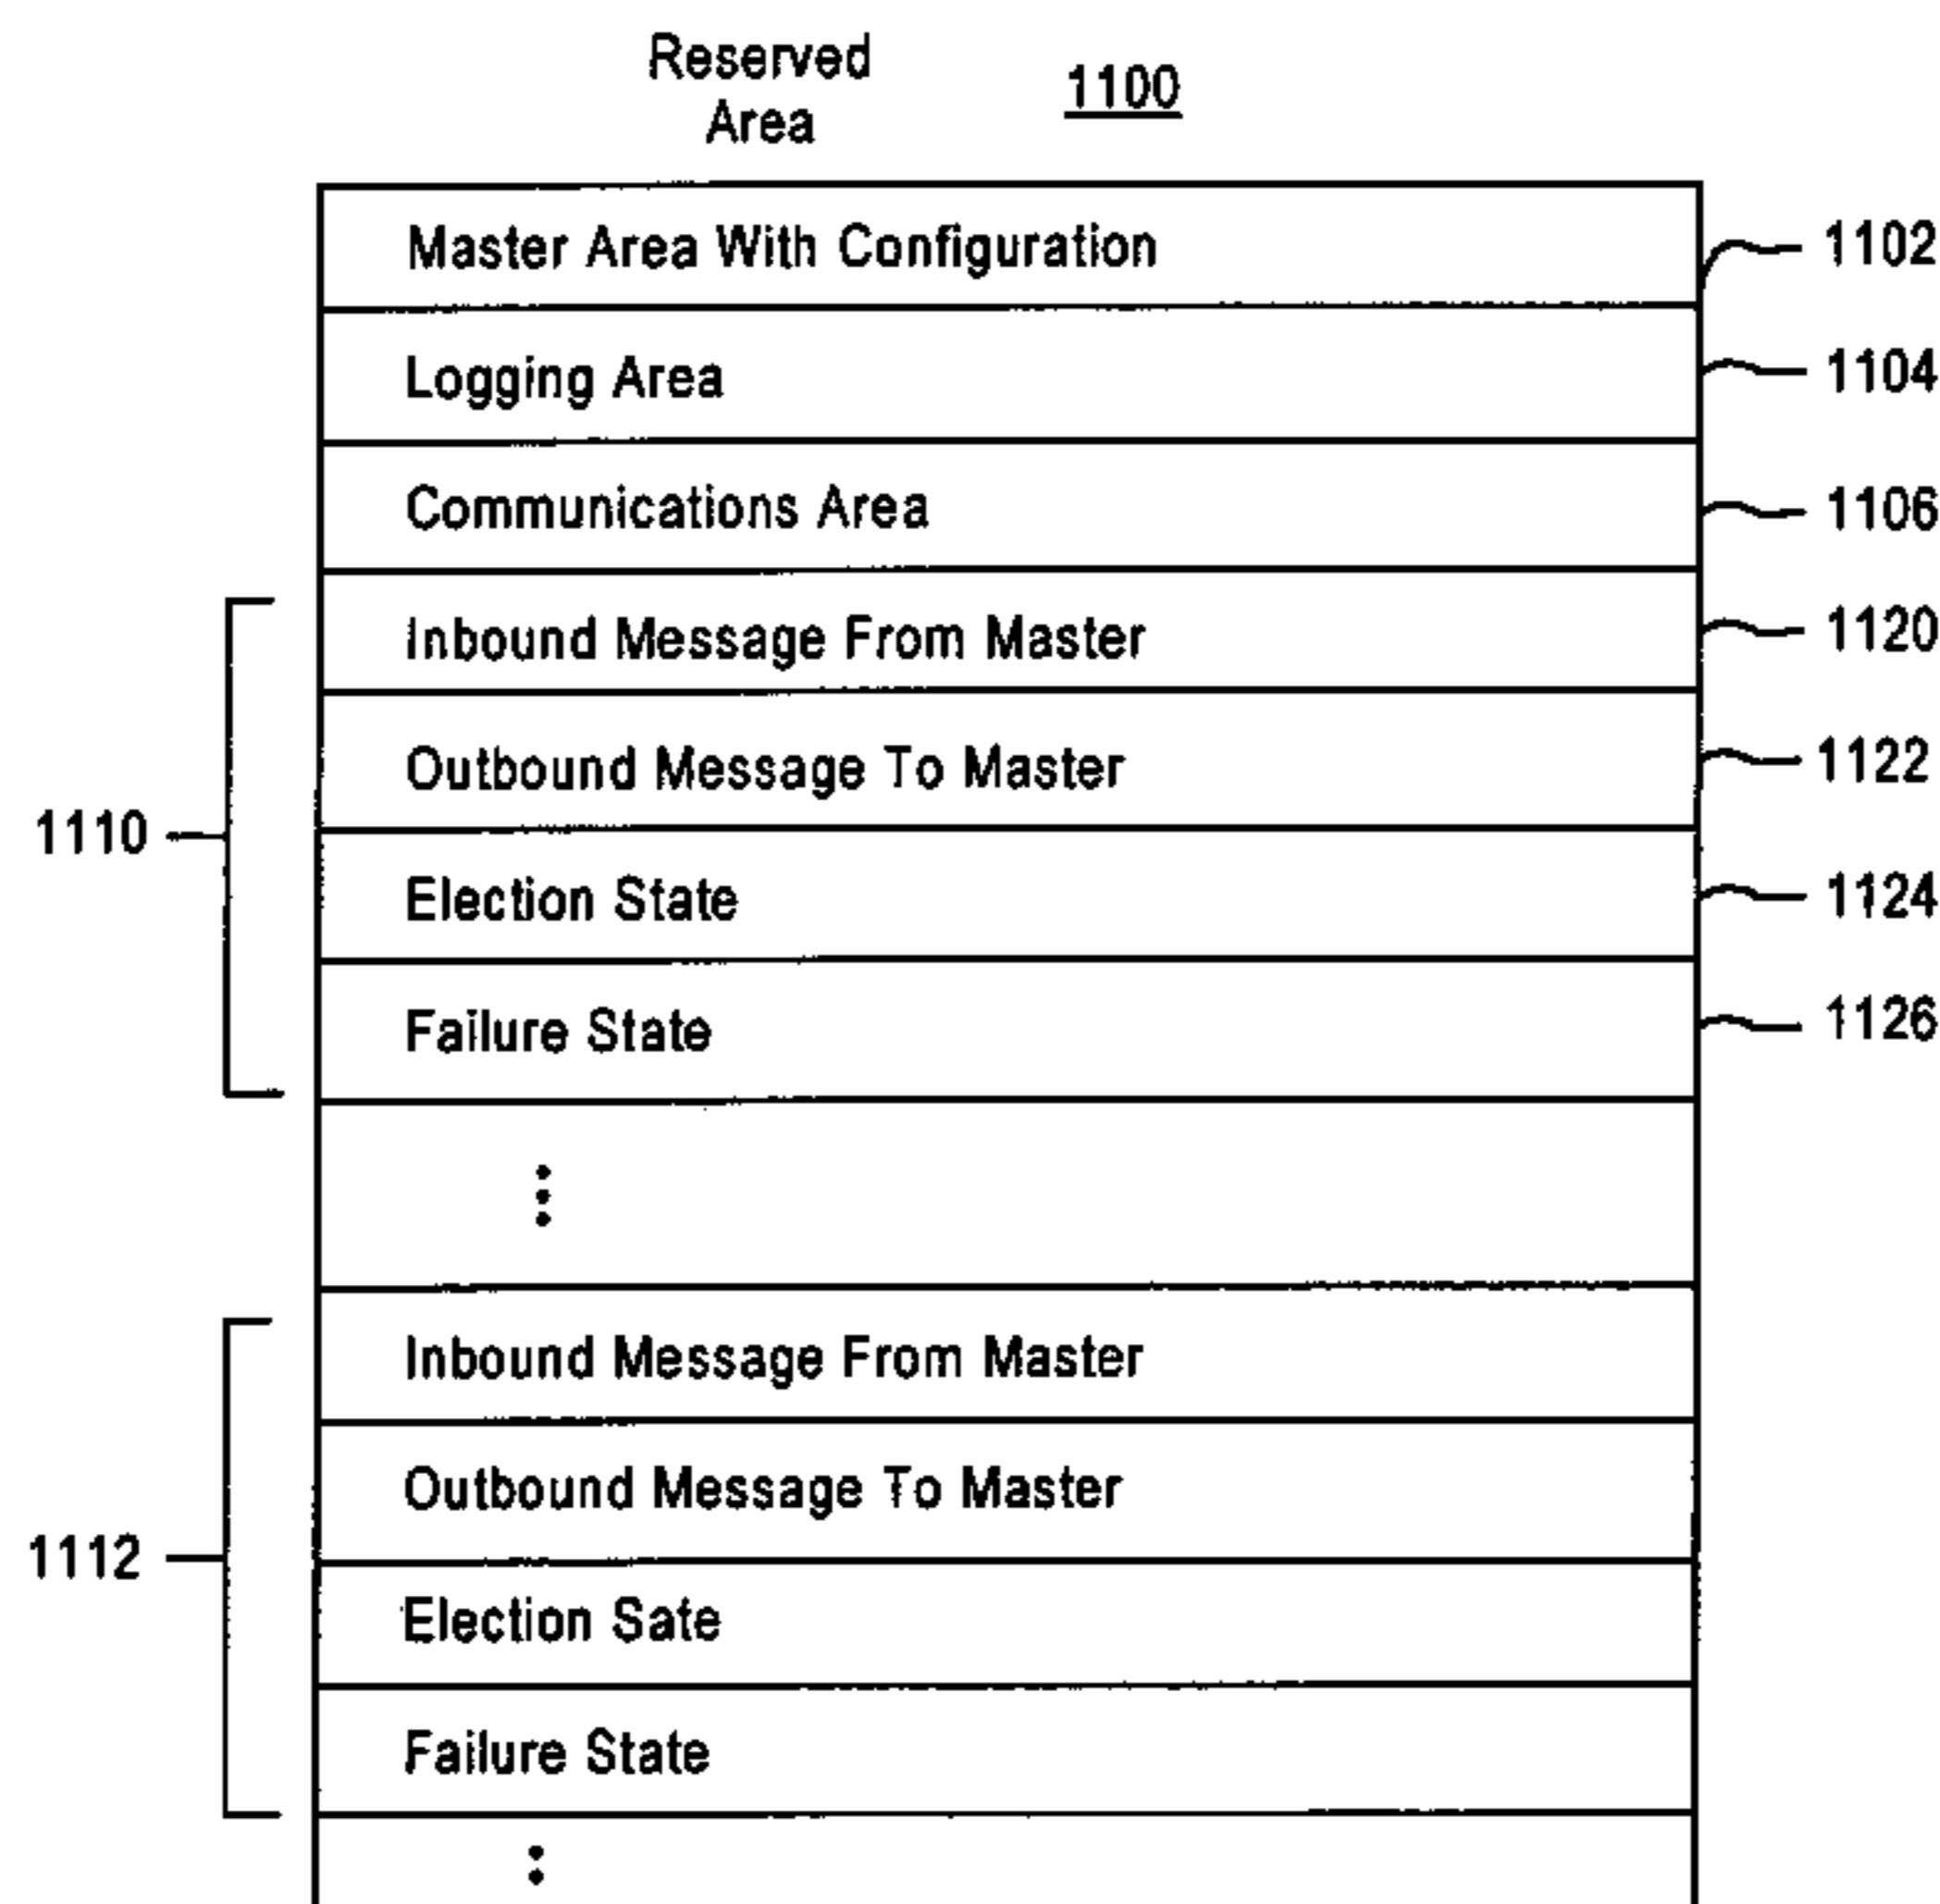 Reserved
Area
1100
Master Area With Configuration
1102
Logging Area
1104
Communications Area
1106
Inbound Message From Master
1120
Outbound Message To Master
1122
1110
Election State
1124
Failure State
1126
Inbound Message From Master
Outbound Message To Master
1112
Election Sate
Failure State